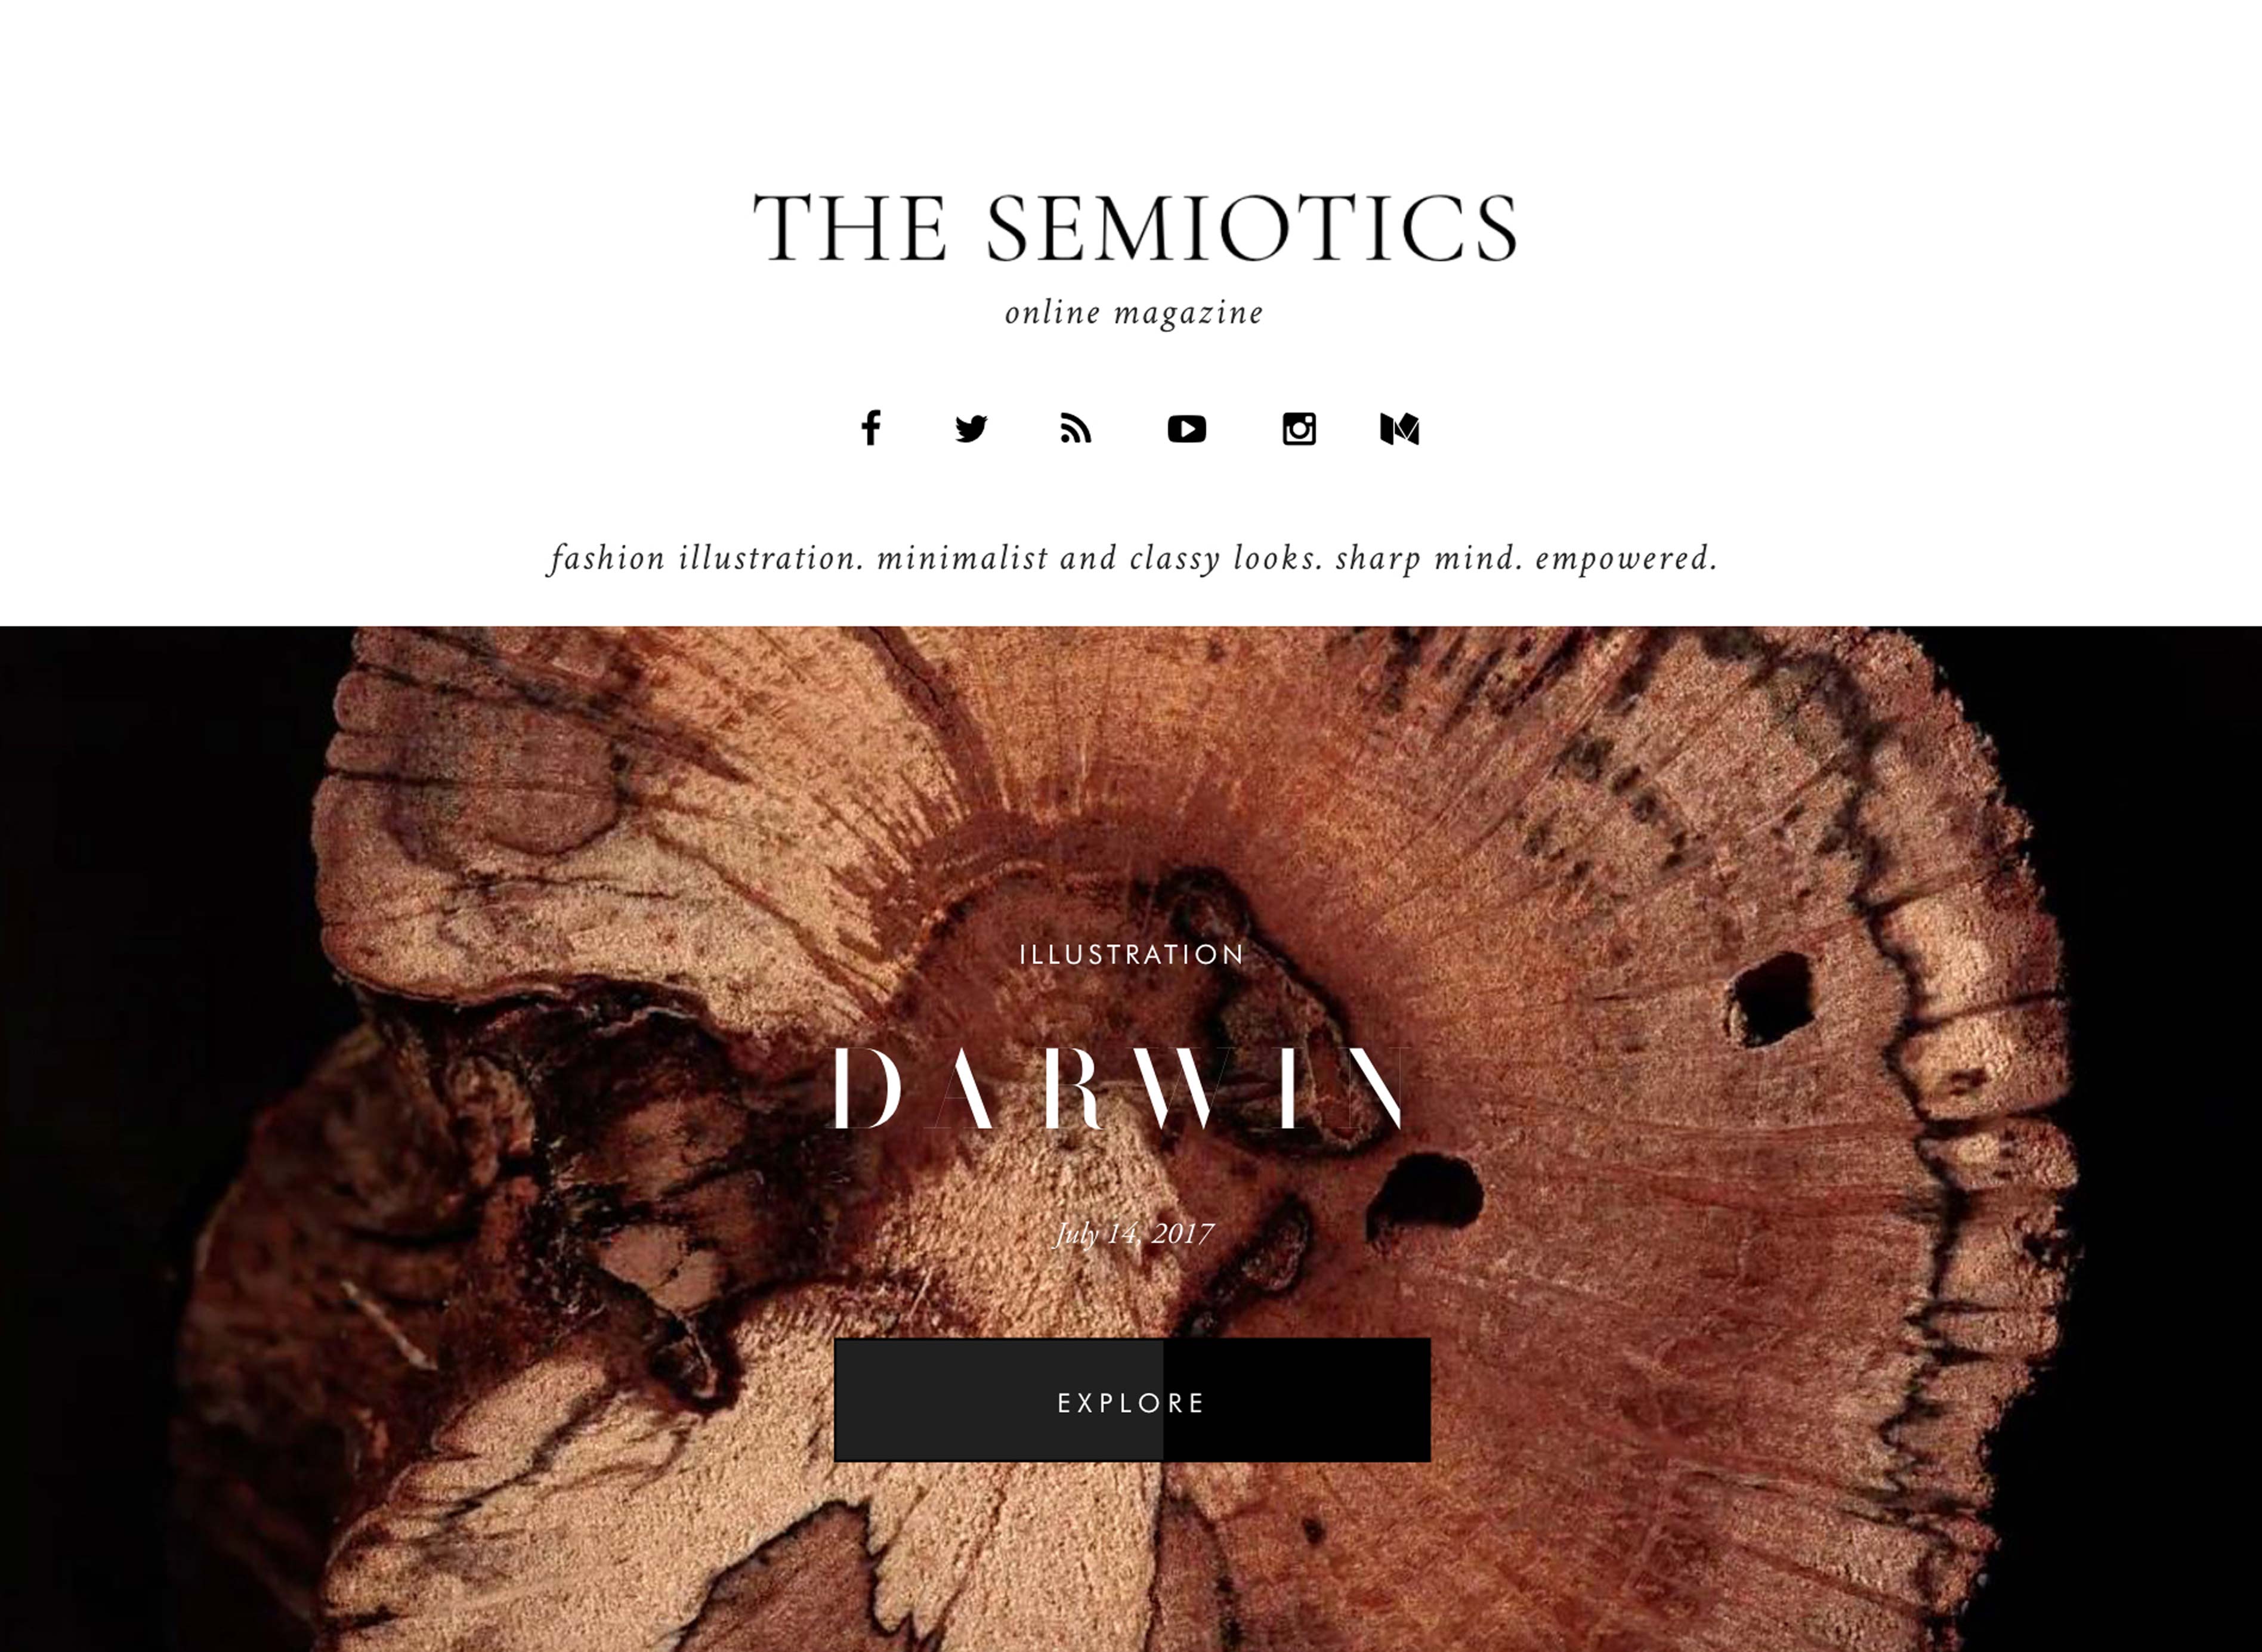 THE SEMIOTICS
online magazine
fashion illustration. minimalist and classy looks. sharp mind. empowered.
ILLUSTRATION
DARWIN
July 14, 2017
EXPLORE